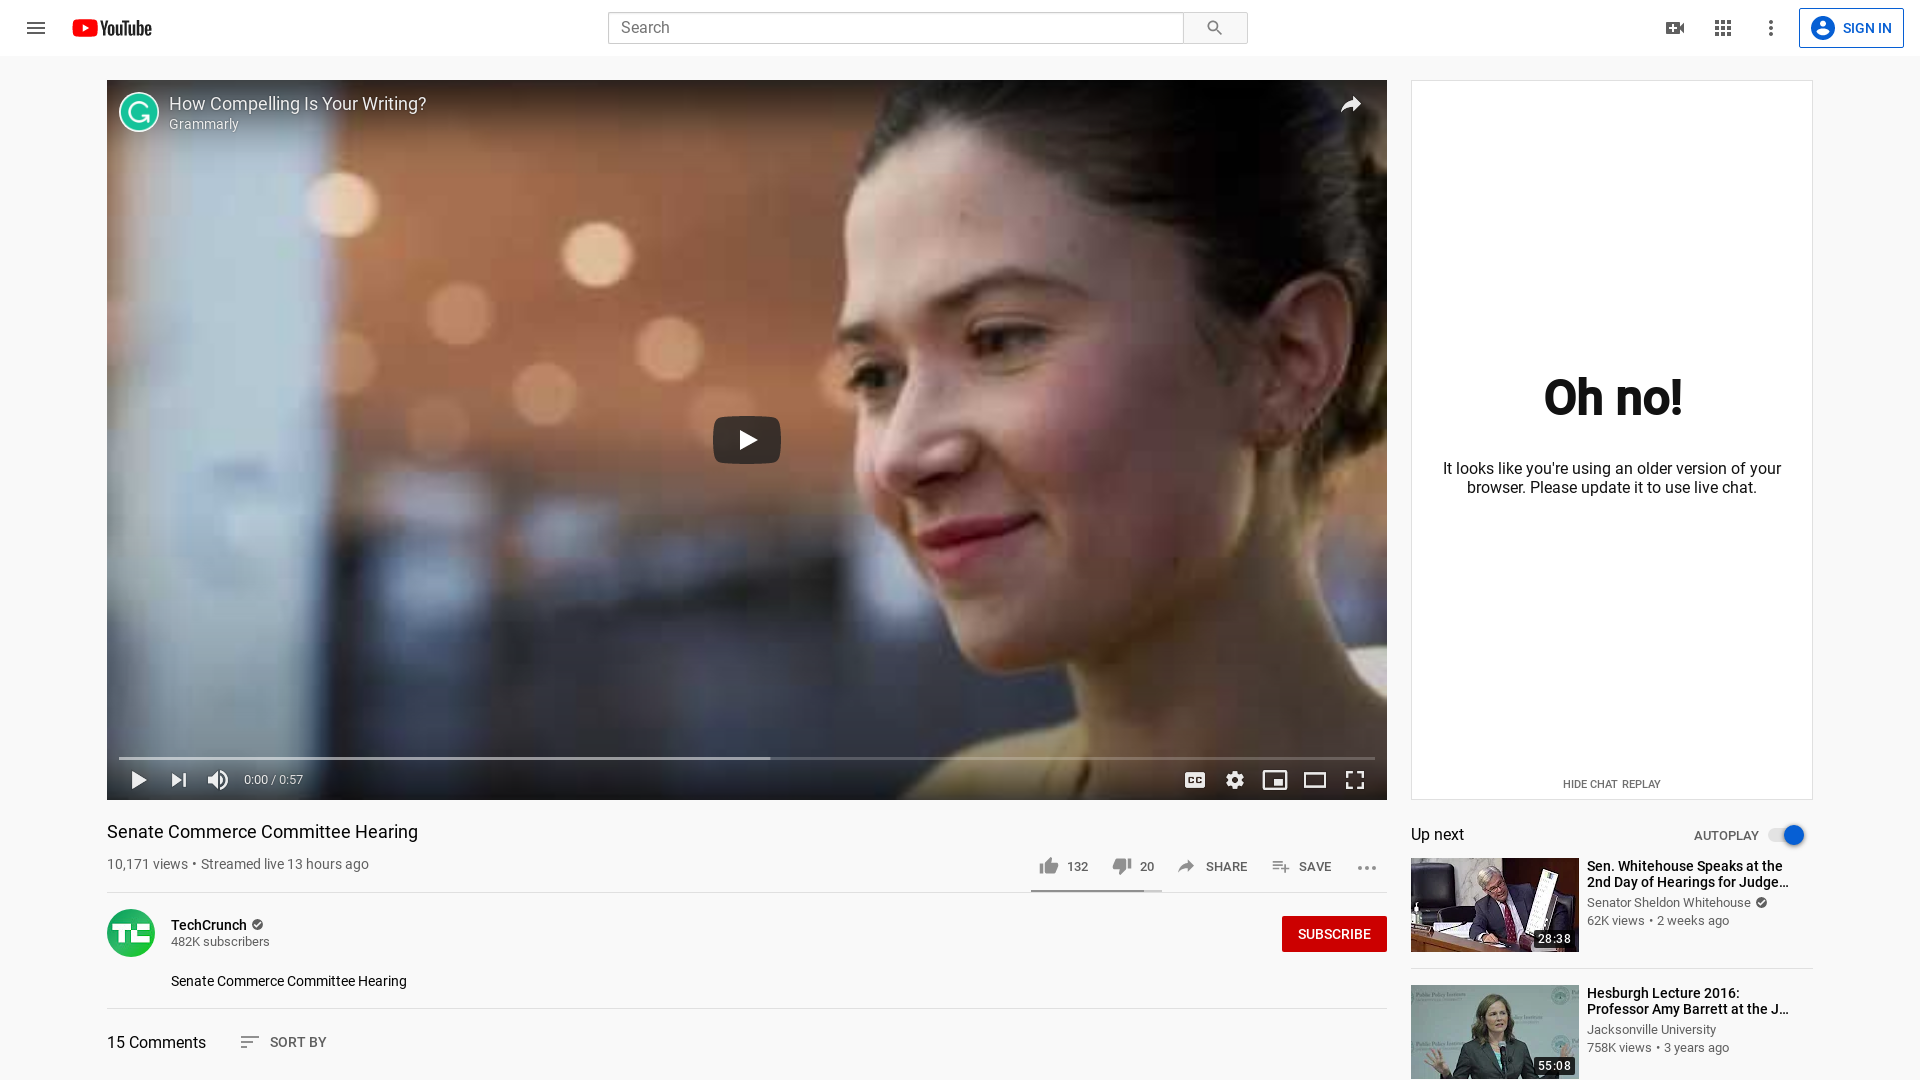 YouTube
Search
SIGN IN
How Compelling Is Your Writing?
Grammarly
0:00 / 0:57
CC
Oh no!
It looks like you're using an older version of your
browser. Please update it to use live chat.
HIDE CHAT REPLAY
Senate Commerce Committee Hearing
10,171 views • Streamed live 13 hours ago
132
20
SHARE
SAVE
TC
TechCrunch
482K subscribers
SUBSCRIBE
Senate Commerce Committee Hearing
15 Comments
SORT BY
Up next
AUTOPLAY
28:38
Sen. Whitehouse Speaks at the
2nd Day of Hearings for Judge...
Senator Sheldon Whitehouse
62K views • 2 weeks ago
55:08
Hesburgh Lecture 2016:
Professor Amy Barrett at the J...
Jacksonville University
758K views • 3 years ago